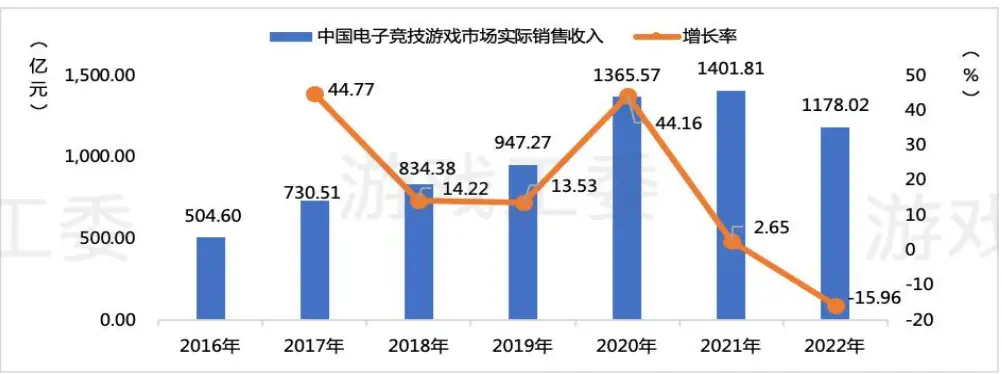 中国电子竞技游戏市场实际销售收入 增长率
（亿元） （%）
1,500.00 1,000.00 500.00 0.00
50 40 30 20 10 0 -10 -20
504.60 730.51 834.38 947.27 1365.57 1401.81 1178.02
44.77 14.22 13.53 44.16 2.65 -15.96
2016年 2017年 2018年 2019年 2020年 2021年 2022年
工委 游戏工委 游戏